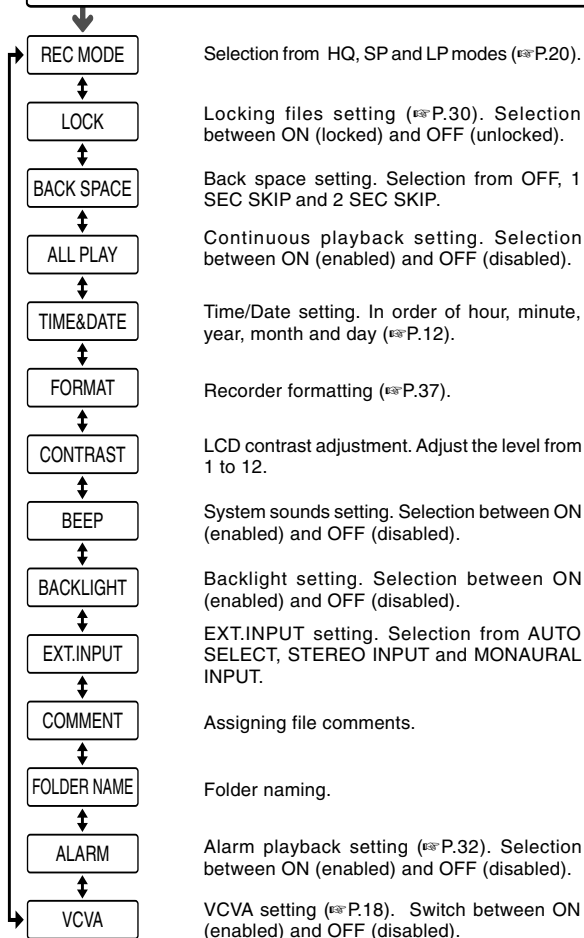 REC MODE
Selection from HQ, SP and LP modes (☞P.20).
LOCK
Locking files setting (☞P.30). Selection
between ON (locked) and OFF (unlocked).
BACK SPACE
Back space setting. Selection from OFF, 1
SEC SKIP and 2 SEC SKIP.
ALL PLAY
Continuous playback setting. Selection
between ON (enabled) and OFF (disabled).
TIME&DATE
Time/Date setting. In order of hour, minute,
year, month and day (☞P.12).
FORMAT
Recorder formatting (☞P.37).
CONTRAST
LCD contrast adjustment. Adjust the level from
1 to 12.
BEEP
System sounds setting. Selection between ON
(enabled) and OFF (disabled).
BACKLIGHT
Backlight setting. Selection between ON
(enabled) and OFF (disabled).
EXT.INPUT
EXT.INPUT setting. Selection from AUTO
SELECT, STEREO INPUT and MONAURAL
INPUT.
COMMENT
Assigning file comments.
FOLDER NAME
Folder naming.
ALARM
Alarm playback setting (☞P.32). Selection
between ON (enabled) and OFF (disabled).
VCVA
VCVA setting (☞P.18). Switch between ON
(enabled) and OFF (disabled).